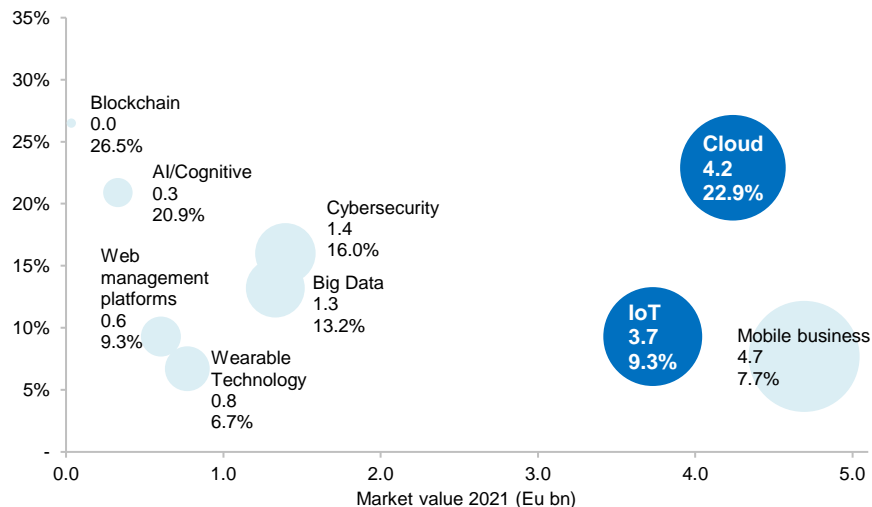 35%
30%
25%
20%
15%
10%
5%
-
Blockchain
0.0
26.5%
AI/Cognitive
0.3
20.9%
Cloud
4.2
22.9%
Cybersecurity
1.4
16.0%
Web
management
platforms
0.6
9.3%
Big Data
1.3
13.2%
IoT
3.7
9.3%
Mobile business
4.7
7.7%
Wearable
Technology
0.8
6.7%
0.0
1.0
2.0
3.0
4.0
5.0
Market value 2021 (Eu bn)